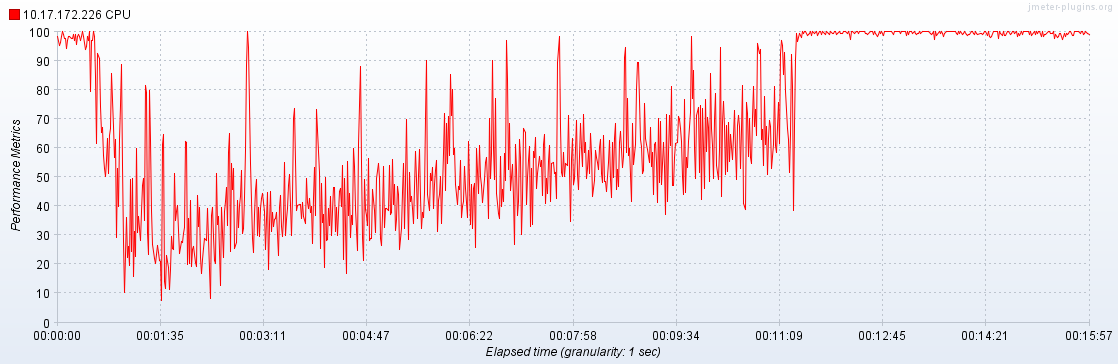 10.17.172.226 CPU
jmeter-plugins.org
100
90
80
70
60
50
40
30
20
10
0
Performance Metrics
00:00:00 00:01:35 00:03:11 00:04:47 00:06:22 00:07:58 00:09:34 00:11:09 00:12:45 00:14:21 00:15:57
Elapsed time (granularity: 1 sec)